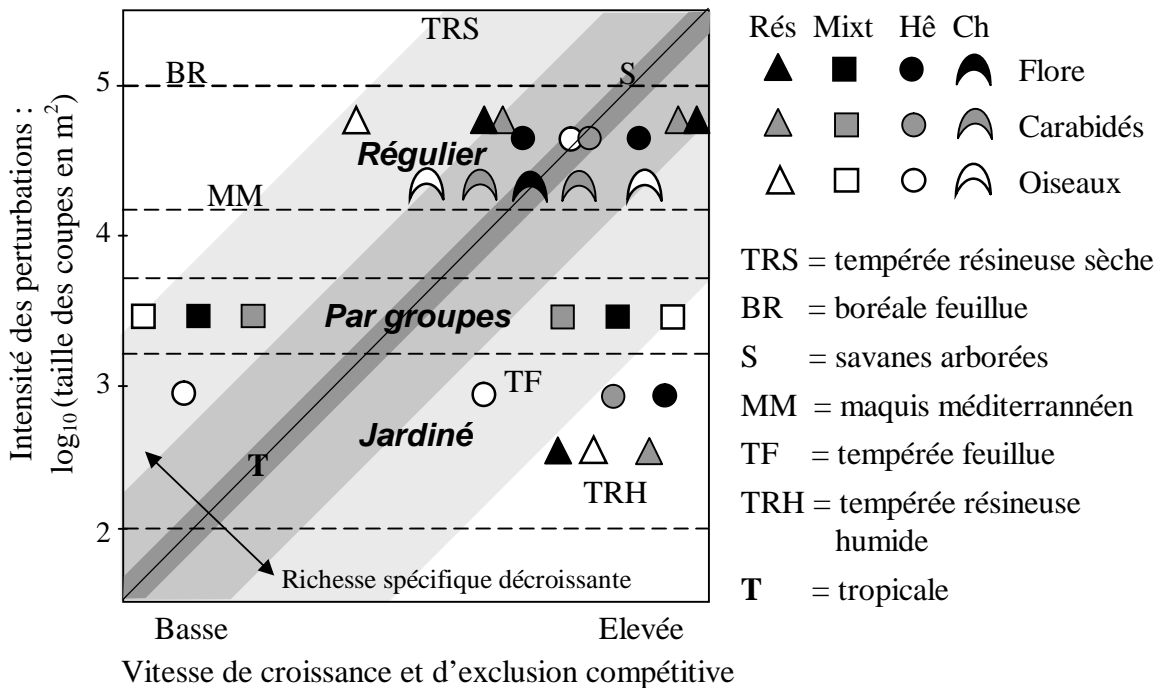 Intensité des perturbations :
log₁₀ (taille des coupes en m²)
5
4
3
2
TRS
BR
S
Régulier
MM
Par groupes
TF
Jardiné
T
TRH
Richesse spécifique décroissante
Basse
Elevée
Vitesse de croissance et d'exclusion compétitive
Rés Mixt Hê Ch
Flore
Carabidés
Oiseaux
TRS = tempérée résineuse sèche
BR = boréale feuillue
S = savanes arborées
MM = maquis méditerrannéen
TF = tempérée feuillue
TRH = tempérée résineuse
humide
T = tropicale